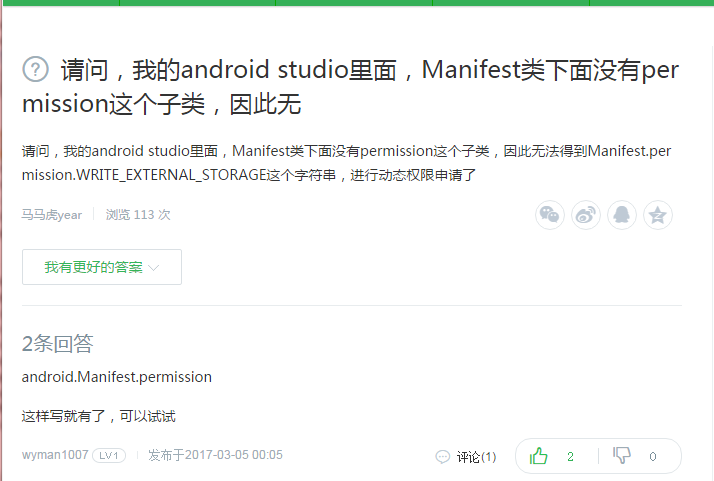 请问，我的android studio里面，Manifest类下面没有per
mission这个子类，因此无
请问，我的android studio里面，Manifest类下面没有permission这个子类，因此无法得到Manifest.per
mission.WRITE_EXTERNAL_STORAGE这个字符串，进行动态权限申请了
马马虎year 浏览 113 次
我有更好的答案
2条回答
android.Manifest.permission
这样写就有了，可以试试
wyman1007 LV1 发布于2017-03-05 00:05 评论(1) 2 0